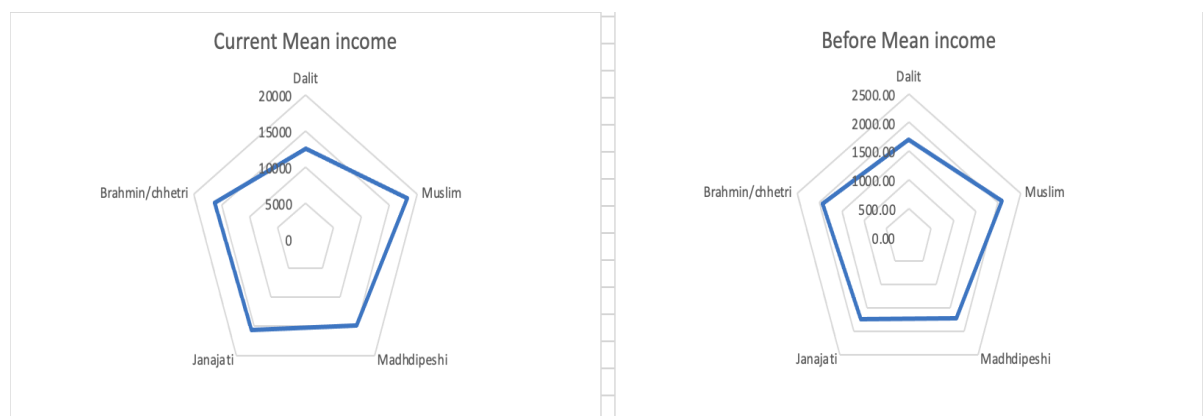 Current Mean income
Dalit
20000
15000
10000
5000
0
Brahmin/chhetri
Muslim
Janajati
Madhdipeshi
Before Mean income
Dalit
2500.00
2000.00
1500.00
1000.00
500.00
0.00
Brahmin/chhetri
Muslim
Janajati
Madhdipeshi